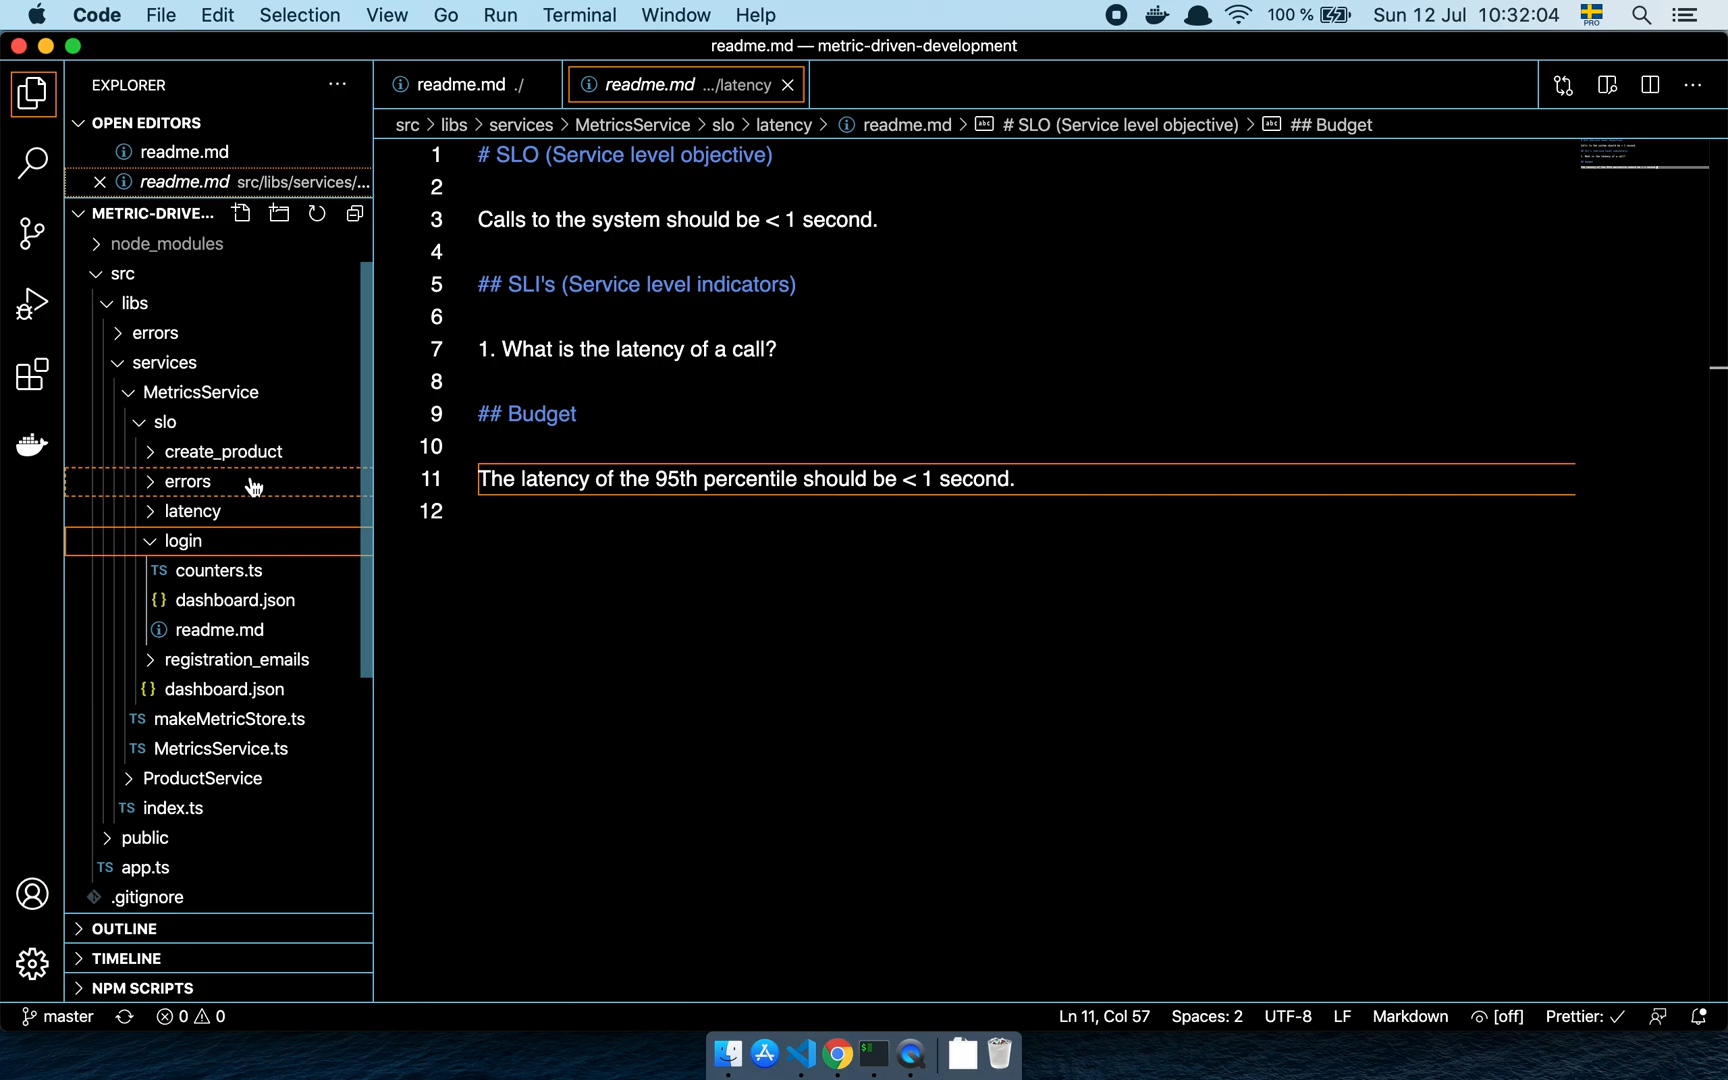 Code File Edit Selection View Go Run Terminal Window Help 100 % Sun 12 Jul 10:32:04 PRO
readme.md — metric-driven-development
EXPLORER
readme.md ./
readme.md .../latency
OPEN EDITORS
src > libs > services > MetricsService > slo > latency > readme.md > # SLO (Service level objective) > ## Budget
readme.md
readme.md src/libs/services/...
METRIC-DRIVE...
node_modules
src
libs
errors
services
MetricsService
slo
create_product
errors
latency
login
TS counters.ts
{} dashboard.json
readme.md
registration_emails
{} dashboard.json
TS makeMetricStore.ts
TS MetricsService.ts
ProductService
TS index.ts
public
TS app.ts
.gitignore
OUTLINE
TIMELINE
NPM SCRIPTS
1 # SLO (Service level objective)
2
3 Calls to the system should be < 1 second.
4
5 ## SLI's (Service level indicators)
6
7 1. What is the latency of a call?
8
9 ## Budget
10
11 The latency of the 95th percentile should be < 1 second.
12
master 0 0 Ln 11, Col 57 Spaces: 2 UTF-8 LF Markdown [off] Prettier: ✓